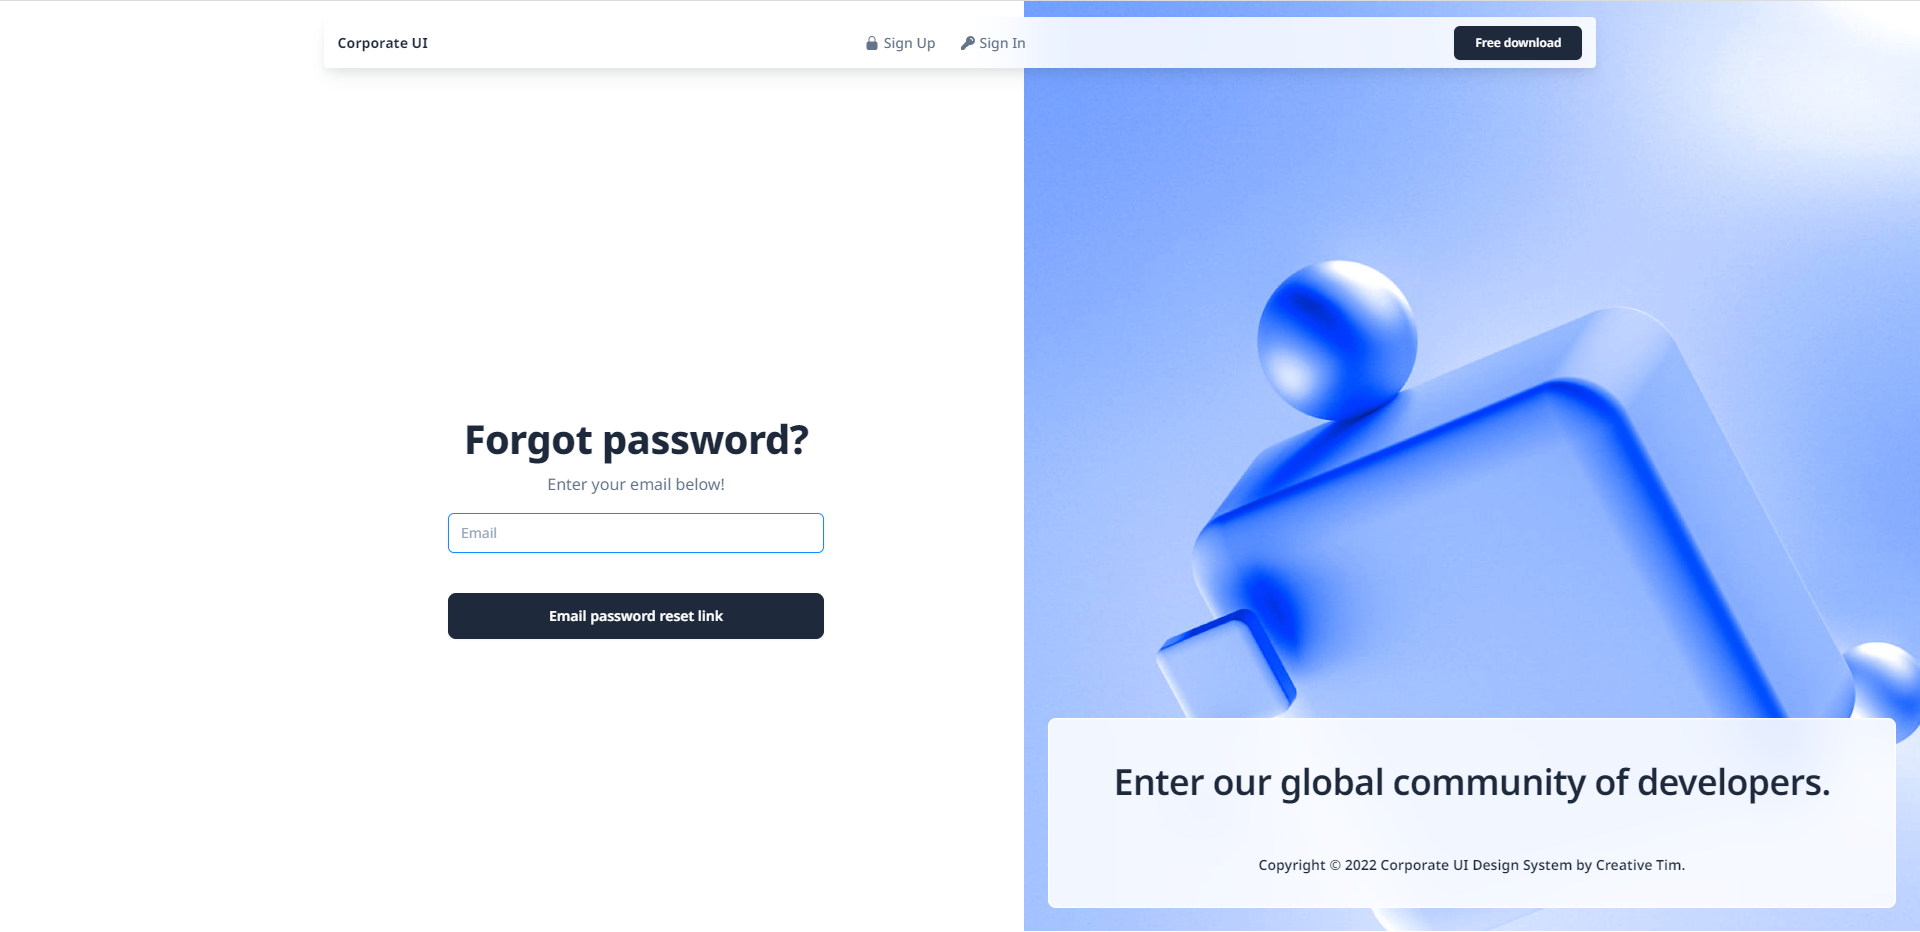 Corporate UI
Sign Up
Sign In
Free download
Forgot password?
Enter your email below!
Email
Email password reset link
Enter our global community of developers.
Copyright © 2022 Corporate UI Design System by Creative Tim.